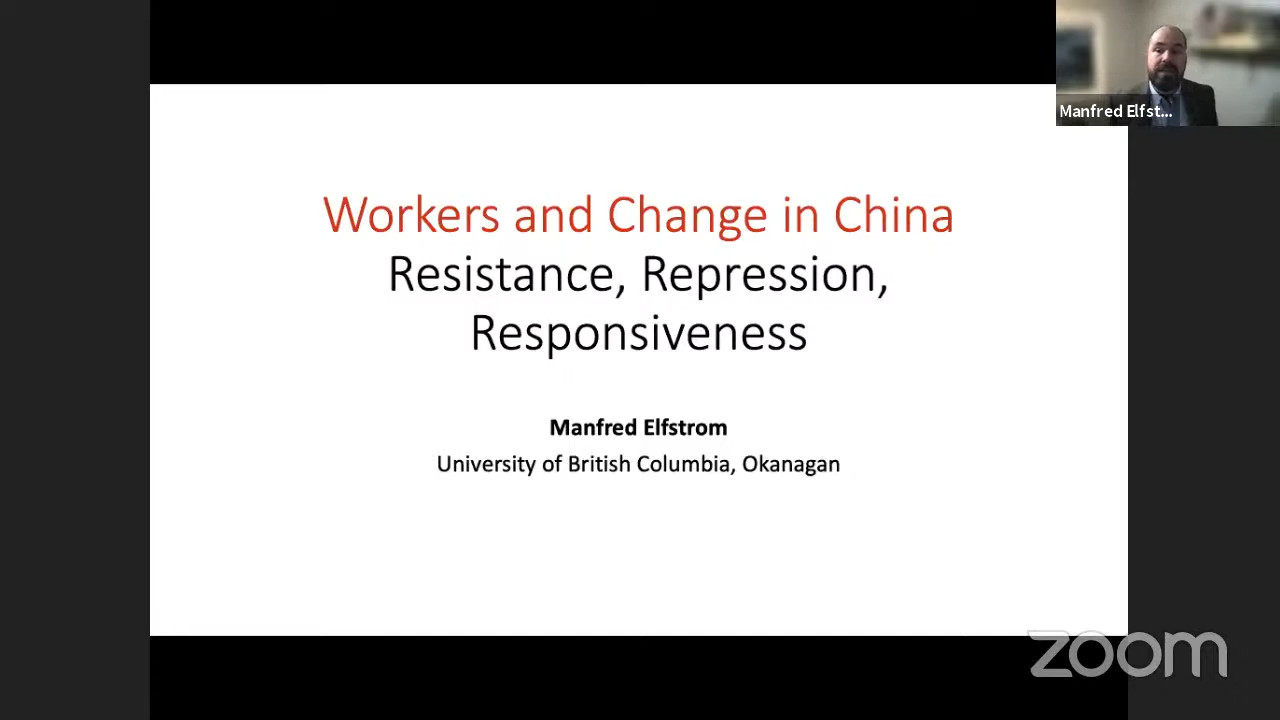 Manfred Elfst...
Workers and Change in China
Resistance, Repression,
Responsiveness
Manfred Elfstrom
University of British Columbia, Okanagan
zoom